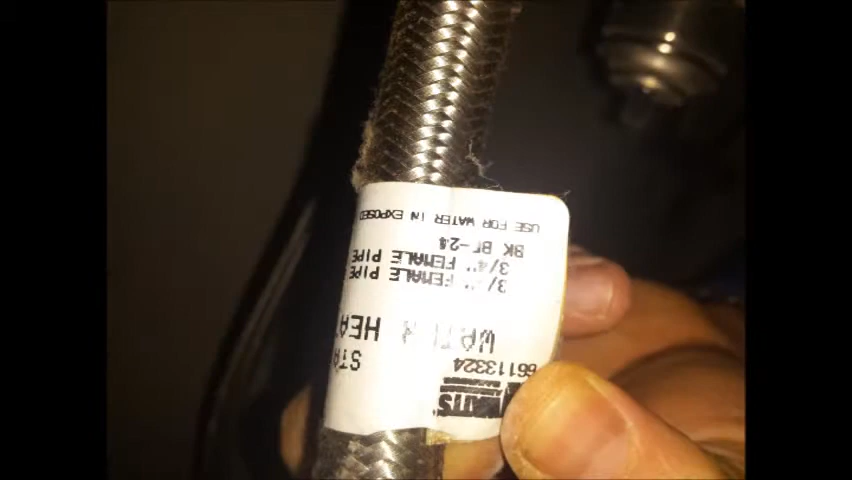 WATTS
66113324 STA
WATER HEA
3/4" FEMALE PIPE
3/4" FEMALE PIPE
BK BF-24
USE FOR WATER IN EXPOSED